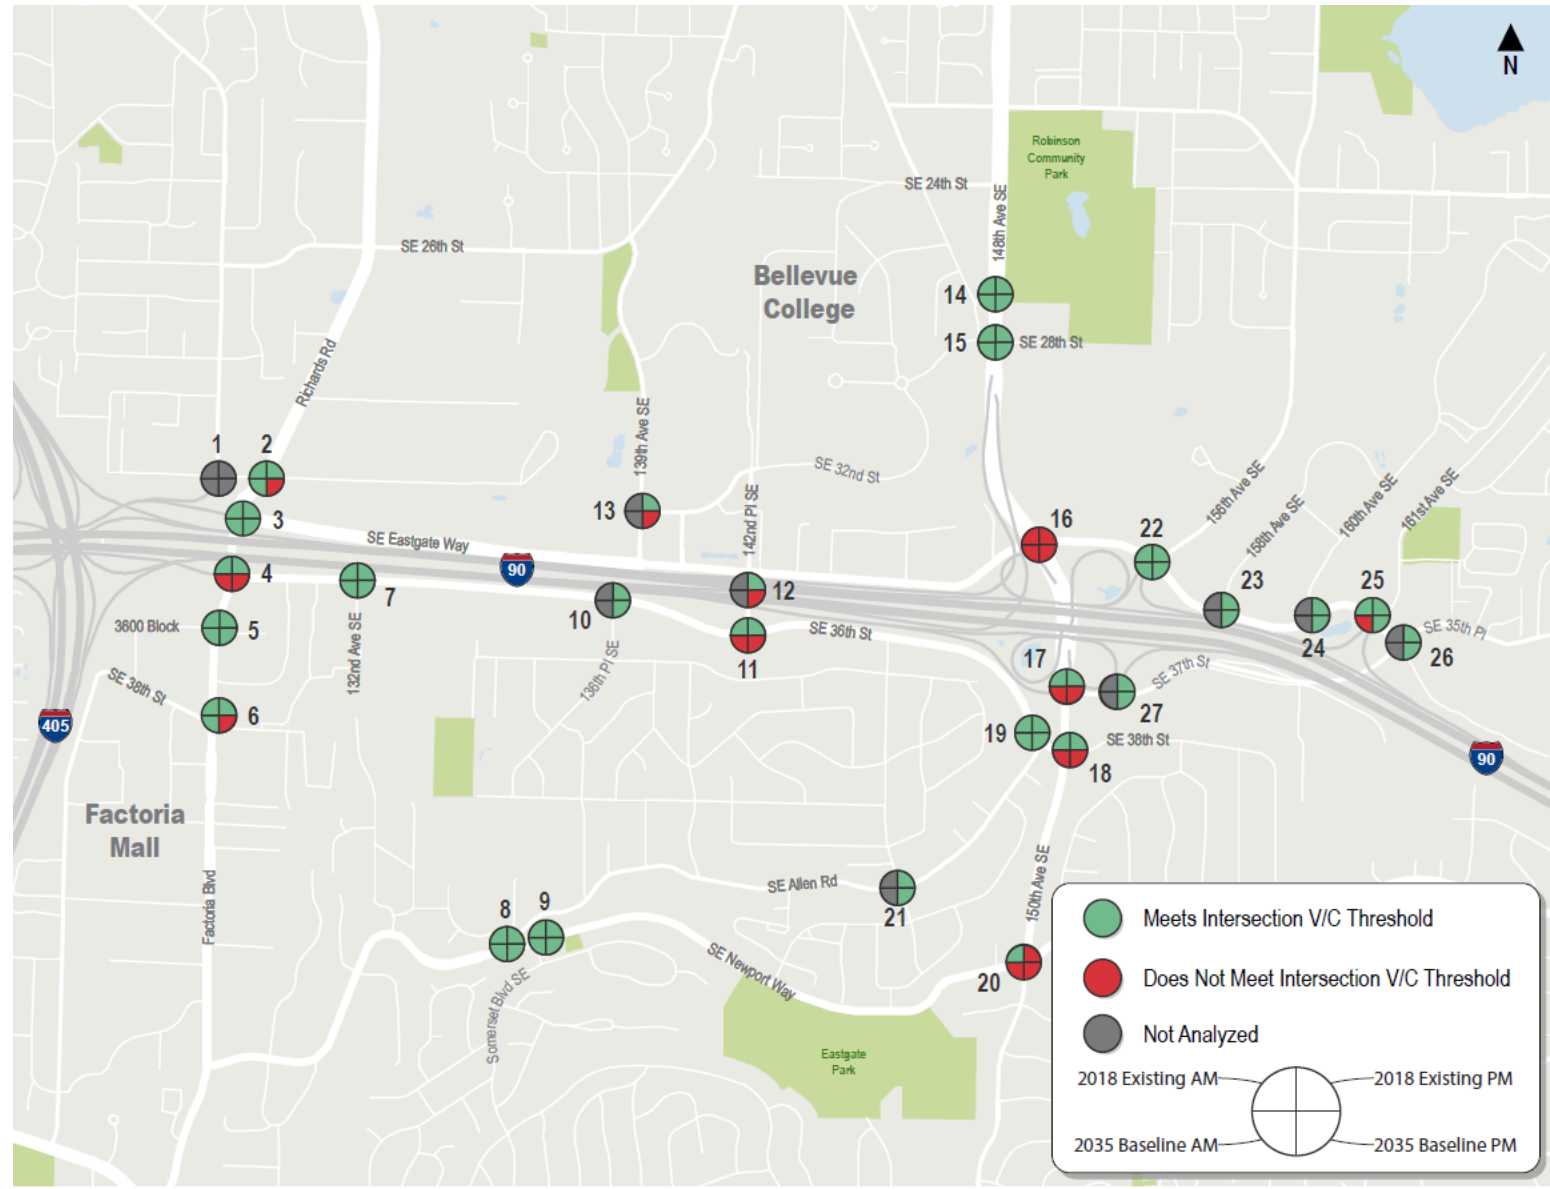 N
Robinson
Community
Park
SE 24th St
148th Ave SE
SE 26th St
Bellevue
College
14
15
SE 28th St
Richards Rd
139th Ave SE
1
2
SE 32nd St
156th Ave SE
158th Ave SE
160th Ave SE
161st Ave SE
142nd Pl SE
13
3
16
22
SE Eastgate Way
90
4
7
12
23
25
10
3600 Block
5
SE 36th St
24
SE 35th Pl
26
132nd Ave SE
136th Pl SE
11
17
SE 37th St
SE 38th St
6
27
405
19
SE 38th St
18
90
Factoria
Mall
Factoria Blvd
150th Ave SE
SE Allen Rd
21
8
9
SE Newport Way
20
Somerset Blvd SE
Eastgate
Park
Meets Intersection V/C Threshold
Does Not Meet Intersection V/C Threshold
Not Analyzed
2018 Existing AM
2018 Existing PM
2035 Baseline AM
2035 Baseline PM